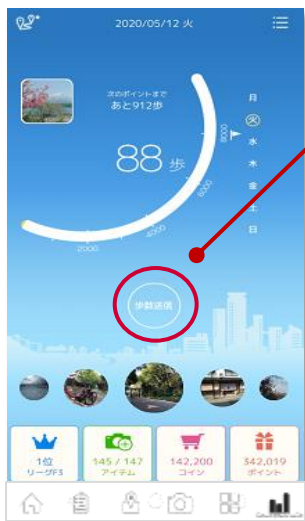 2020/05/12 火
次のポイントまで
あと912歩
88 歩
月
火
水
木
金
土
日
8000
6000
4000
2000
歩数送信
1位
リーグF3
145 / 147
アイテム
142,200
コイン
342,019
ポイント